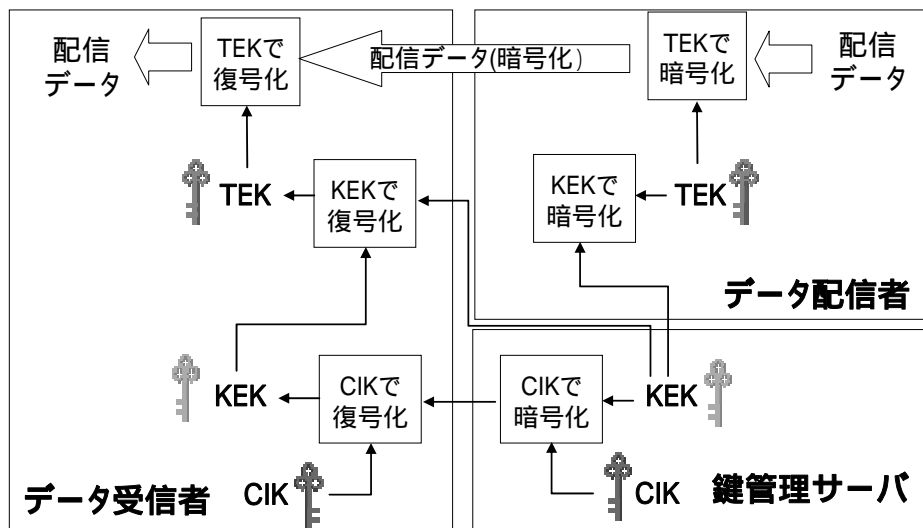 配信
データ
TEKで
復号化
配信データ(暗号化)
TEKで
暗号化
配信
データ
TEK
KEKで
復号化
KEKで
暗号化
TEK
データ配信者
KEK
CIKで
復号化
CIKで
暗号化
KEK
データ受信者
CIK
CIK
鍵管理サーバ